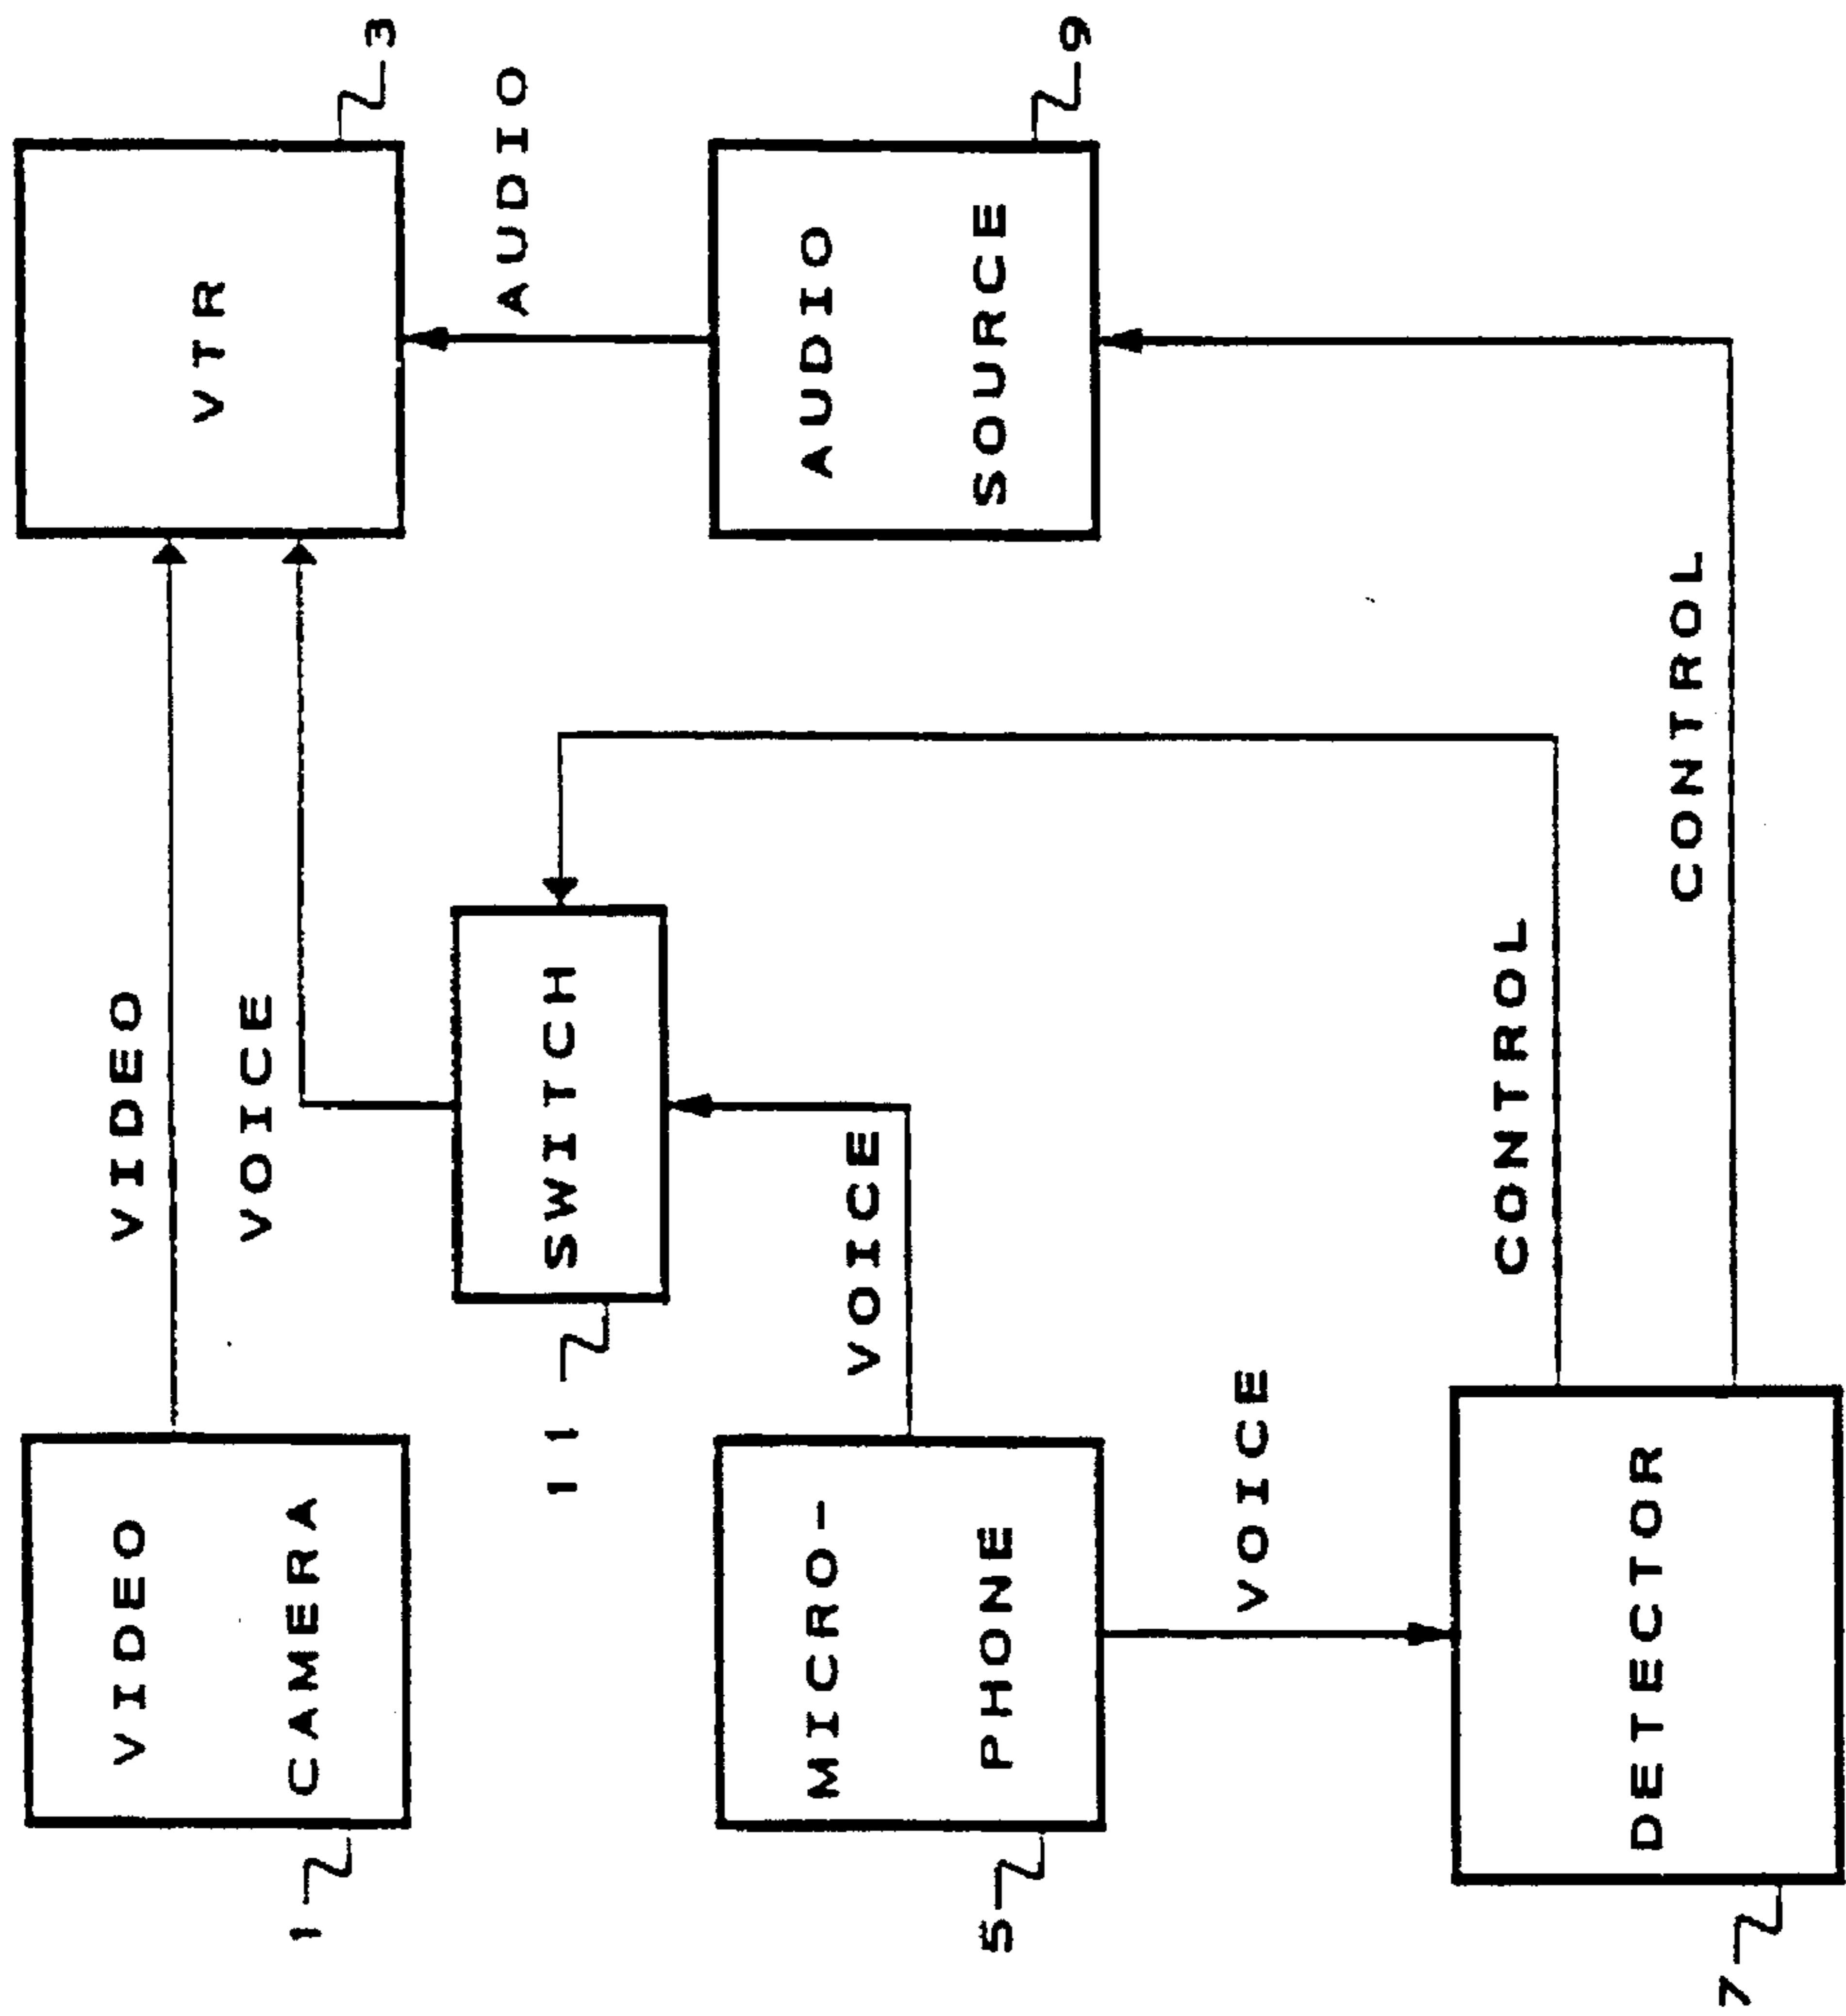 VIDEO
VIDEO
CAMERA
1
VOICE
VTR
3
SWITCH
11
AUDIO
VOICE
MICRO-
PHONE
5
AUDIO
SOURCE
9
VOICE
CONTROL
CONTROL
DETECTOR
7